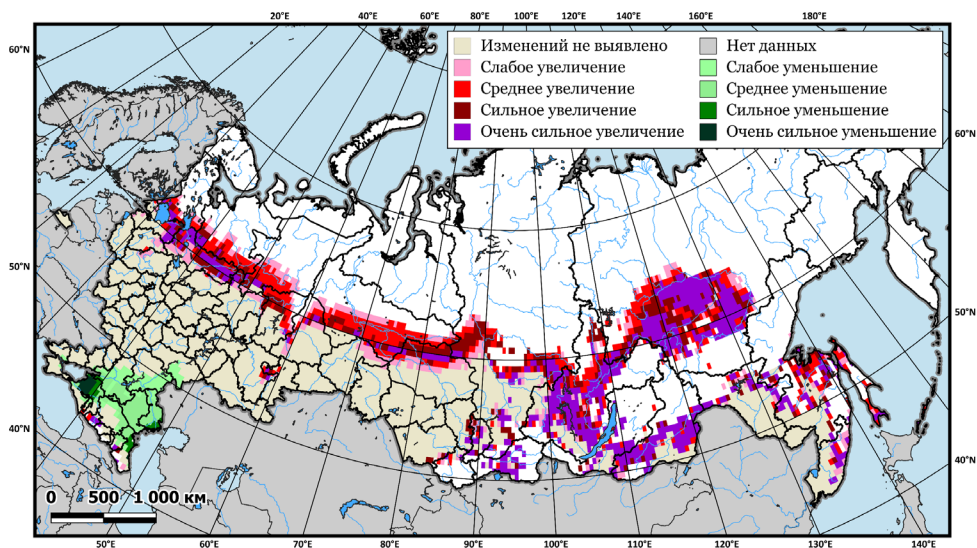 20°E 40°E 60°E 80°E 100°E 120°E 140°E 160°E 180°E
60°N
Изменений не выявлено
Нет данных
Слабое увеличение
Слабое уменьшение
Среднее увеличение
Среднее уменьшение
Сильное увеличение
Сильное уменьшение
Очень сильное увеличение
Очень сильное уменьшение
60°N
50°N
50°N
40°N
40°N
0 500 1 000 км
50°E 60°E 70°E 80°E 90°E 100°E 110°E 120°E 130°E 140°E